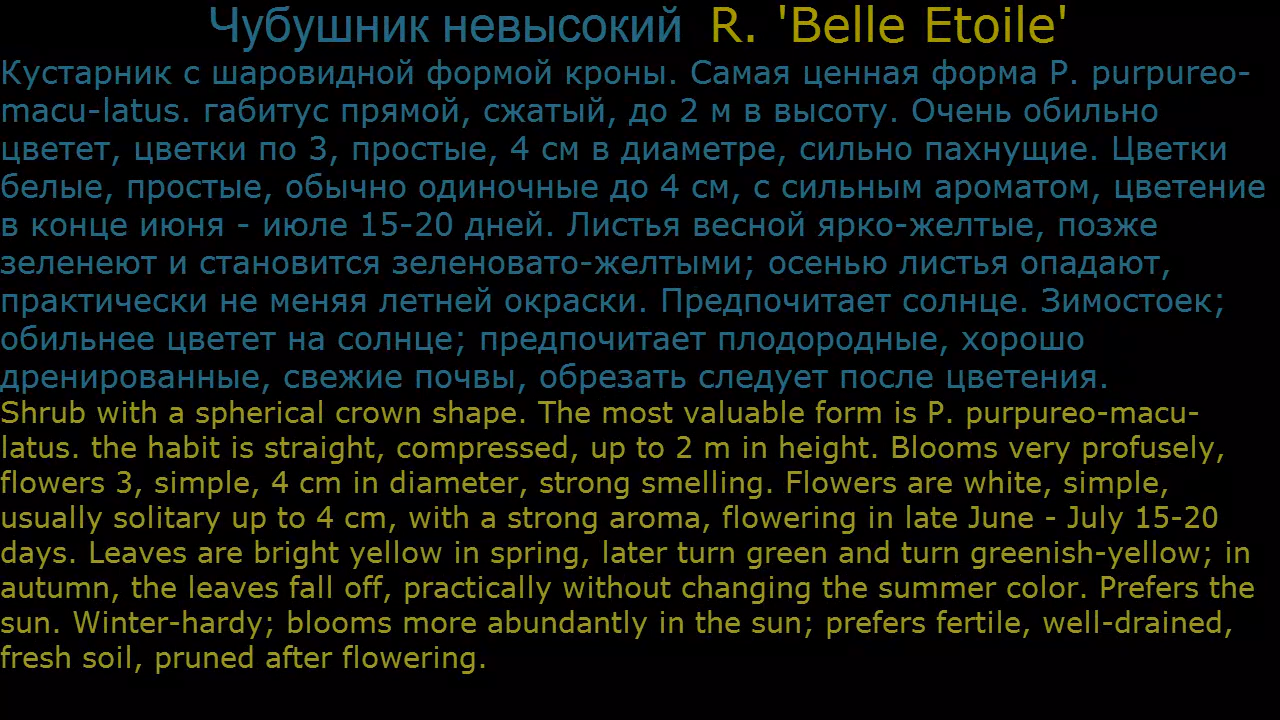 Чубушник невысокий R. 'Belle Etoile'
Кустарник с шаровидной формой кроны. Самая ценная форма P. purpureo-
macu-latus. габитус прямой, сжатый, до 2 м в высоту. Очень обильно
цветет, цветки по 3, простые, 4 см в диаметре, сильно пахнущие. Цветки
белые, простые, обычно одиночные до 4 см, с сильным ароматом, цветение
в конце июня - июле 15-20 дней. Листья весной ярко-желтые, позже
зеленеют и становится зеленовато-желтыми; осенью листья опадают,
практически не меняя летней окраски. Предпочитает солнце. Зимостоек;
обильнее цветет на солнце; предпочитает плодородные, хорошо
дренированные, свежие почвы, обрезать следует после цветения.
Shrub with a spherical crown shape. The most valuable form is P. purpureo-macu-
latus. the habit is straight, compressed, up to 2 m in height. Blooms very profusely,
flowers 3, simple, 4 cm in diameter, strong smelling. Flowers are white, simple,
usually solitary up to 4 cm, with a strong aroma, flowering in late June - July 15-20
days. Leaves are bright yellow in spring, later turn green and turn greenish-yellow; in
autumn, the leaves fall off, practically without changing the summer color. Prefers the
sun. Winter-hardy; blooms more abundantly in the sun; prefers fertile, well-drained,
fresh soil, pruned after flowering.